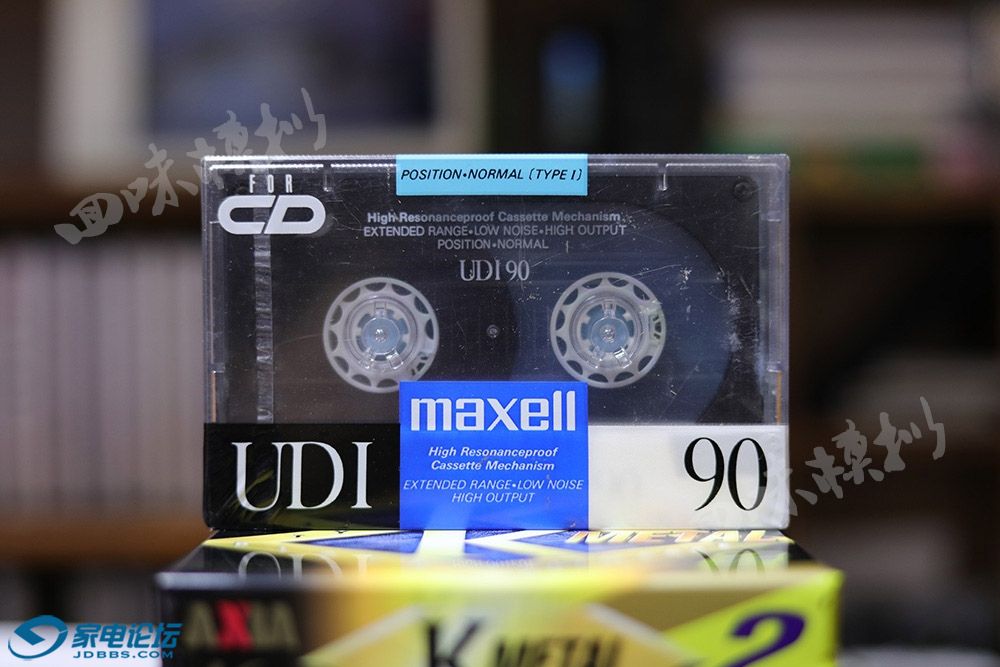 POSITION•NORMAL (TYPE I)
FOR
CD
High Resonanceproof Cassette Mechanism
EXTENDED RANGE•LOW NOISE•HIGH OUTPUT
POSITION•NORMAL
UDI 90
maxell
High Resonanceproof
Cassette Mechanism
EXTENDED RANGE•LOW NOISE
HIGH OUTPUT
UDI
90
K METAL
AXIA
K METAL
2
家电论坛
JDBBS.COM